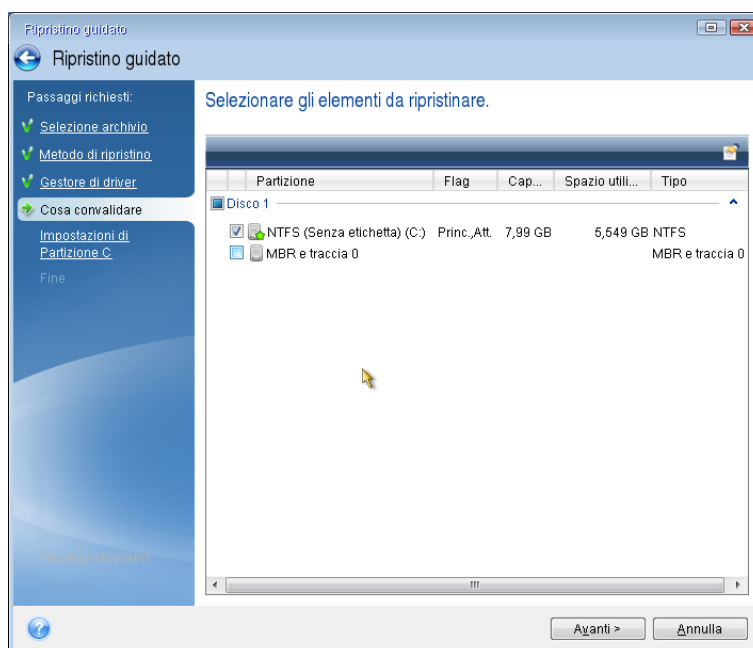 Ripristino guidato
Ripristino guidato
Passaggi richiesti:
Selezione archivio
Metodo di ripristino
Gestore di driver
Cosa convalidare
Impostazioni di
Partizione C
Fine
Selezionare gli elementi da ripristinare.
Partizione Flag Cap... Spazio utili... Tipo
Disco 1
NTFS (Senza etichetta) (C:) Princ.,Att. 7,99 GB 5,549 GB NTFS
MBR e traccia 0 MBR e traccia 0
Avanti > Annulla